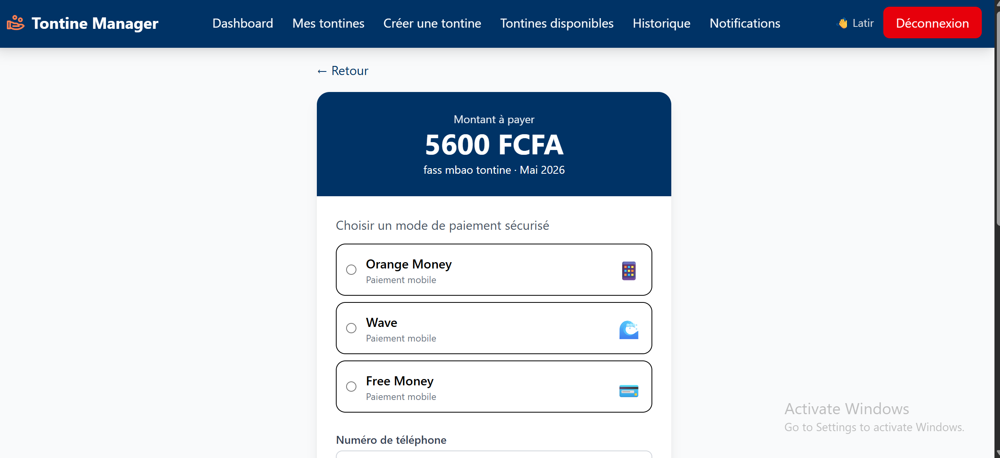 Tontine Manager
Dashboard
Mes tontines
Créer une tontine
Tontines disponibles
Historique
Notifications
👋 Latir
Déconnexion
← Retour
Montant à payer
5600 FCFA
fass mbao tontine · Mai 2026
Choisir un mode de paiement sécurisé
Orange Money
Paiement mobile
Wave
Paiement mobile
Free Money
Paiement mobile
Numéro de téléphone
Activate Windows
Go to Settings to activate Windows.